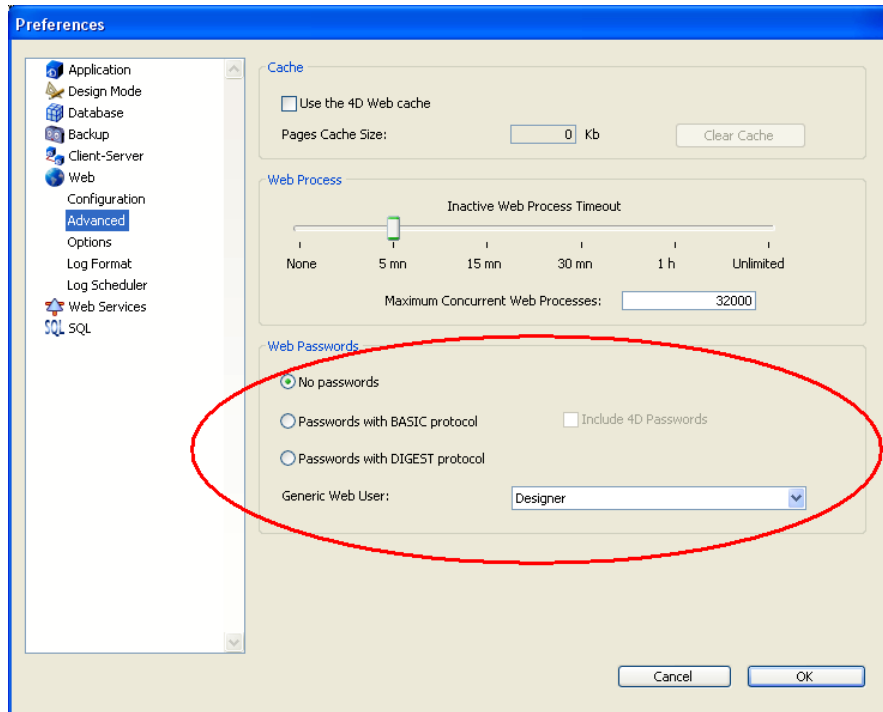 Preferences
Application
Design Mode
Database
Backup
Client-Server
Web
Configuration
Advanced
Options
Log Format
Log Scheduler
Web Services
SQL SQL
Cache
Use the 4D Web cache
Pages Cache Size: 0 Kb Clear Cache
Web Process
Inactive Web Process Timeout
None 5 mn 15 mn 30 mn 1 h Unlimited
Maximum Concurrent Web Processes: 32000
Web Passwords
No passwords
Passwords with BASIC protocol Include 4D Passwords
Passwords with DIGEST protocol
Generic Web User: Designer
Cancel OK